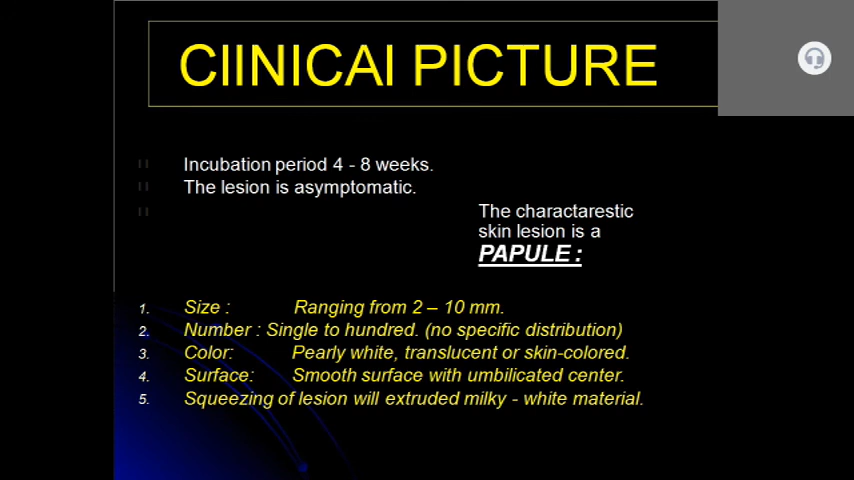 CIINICAI PICTURE
Incubation period 4 - 8 weeks.
The lesion is asymptomatic.
The charactarestic
skin lesion is a
PAPULE :
1. Size : Ranging from 2 – 10 mm.
2. Number : Single to hundred. (no specific distribution)
3. Color: Pearly white, translucent or skin-colored.
4. Surface: Smooth surface with umbilicated center.
5. Squeezing of lesion will extruded milky - white material.